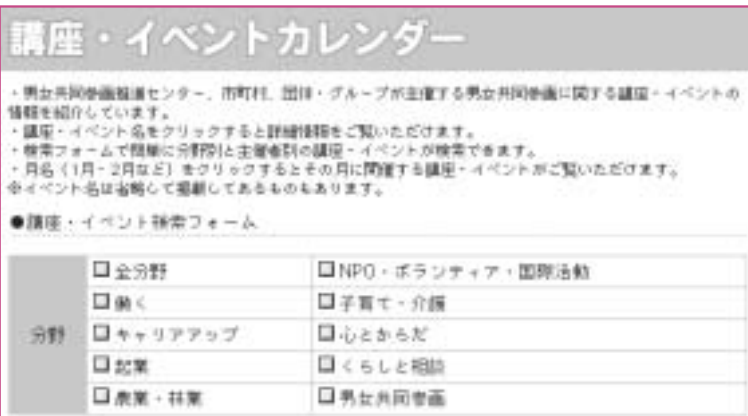 講座・イベントカレンダー
・男女共同参画推進センター、市町村、団体・グループが主催する男女共同参画に関する講座・イベントの
情報を紹介しています。
・講座・イベント名をクリックすると詳細情報をご覧いただけます。
・検索フォームで簡単に分野別と主催者別の講座・イベントが検索できます。
・月名（1月・2月など）をクリックするとその月に開催する講座・イベントがご覧いただけます。
※イベント名は省略して掲載してあるものもあります。
●講座・イベント検索フォーム
分野
全分野 NPO・ボランティア・国際活動
働く 子育て・介護
キャリアアップ 心とからだ
起業 くらしと相談
農業・林業 男女共同参画